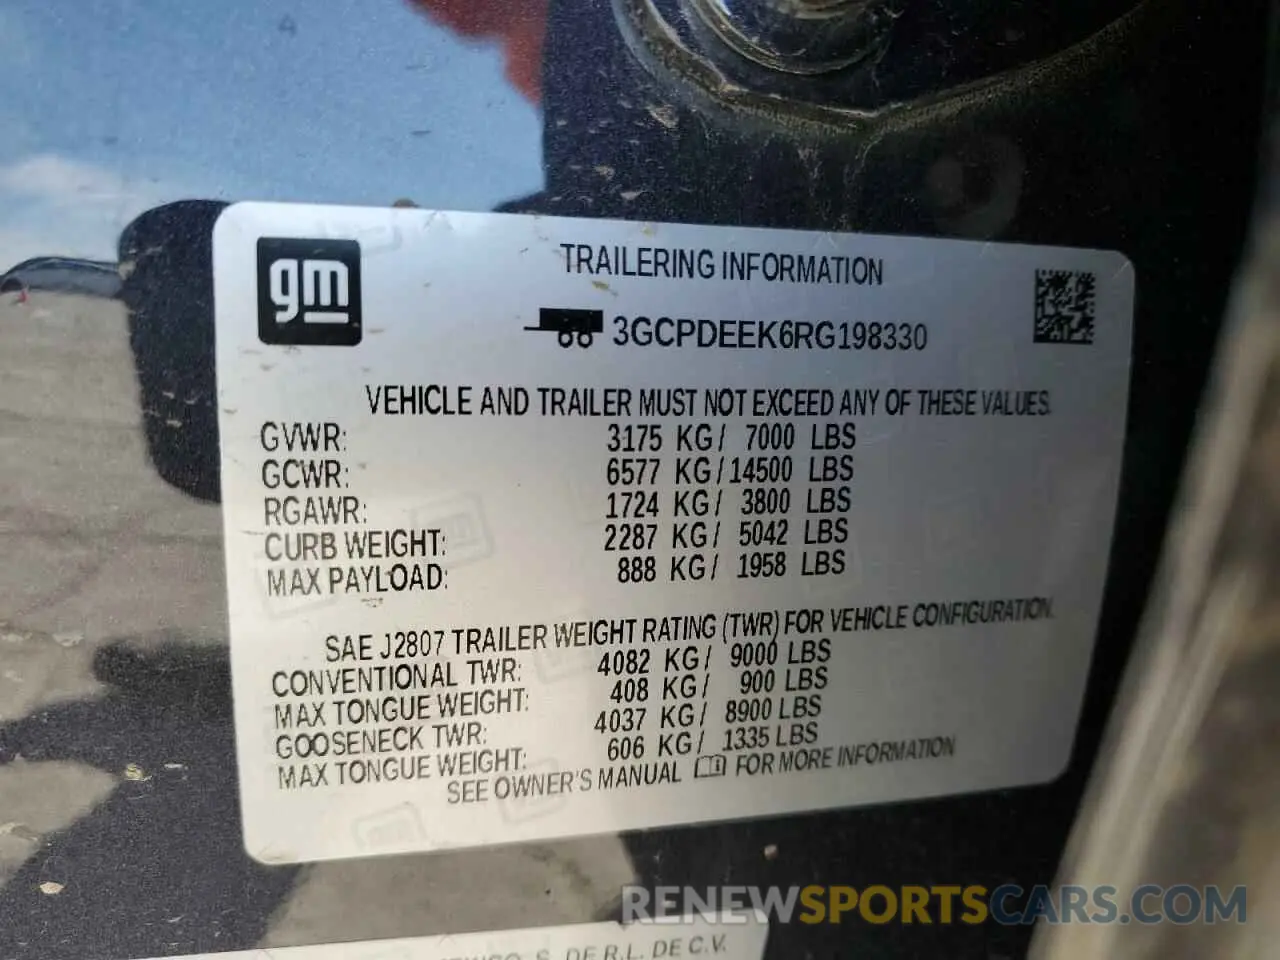 gm
TRAILERING INFORMATION
3GCPDEEK6RG198330
VEHICLE AND TRAILER MUST NOT EXCEED ANY OF THESE VALUES.
GVWR: 3175 KG/ 7000 LBS
GCWR: 6577 KG/14500 LBS
RGAWR: 1724 KG/ 3800 LBS
CURB WEIGHT: 2287 KG/ 5042 LBS
MAX PAYLOAD: 888 KG/ 1958 LBS
SAE J2807 TRAILER WEIGHT RATING (TWR) FOR VEHICLE CONFIGURATION.
CONVENTIONAL TWR: 4082 KG/ 9000 LBS
MAX TONGUE WEIGHT: 408 KG/ 900 LBS
GOOSENECK TWR: 4037 KG/ 8900 LBS
MAX TONGUE WEIGHT: 606 KG/ 1335 LBS
SEE OWNER'S MANUAL FOR MORE INFORMATION
RENEWSPORTSCARS.COM
S. DE R.L. DE C.V.